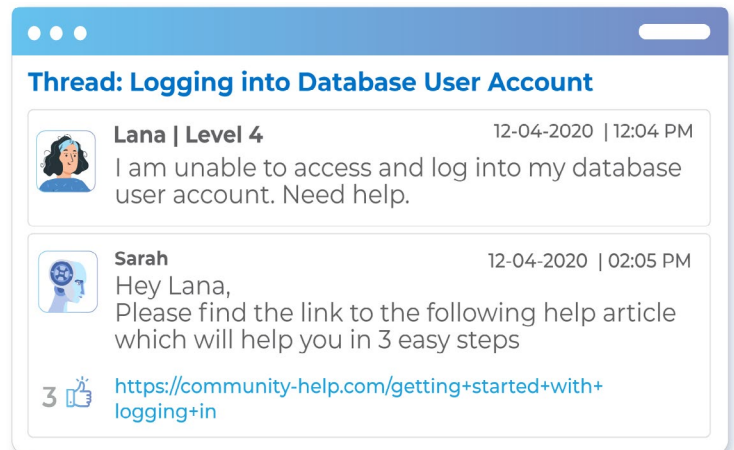 Thread: Logging into Database User Account
Lana | Level 4
12-04-2020 | 12:04 PM
I am unable to access and log into my database
user account. Need help.
Sarah
12-04-2020 | 02:05 PM
Hey Lana,
Please find the link to the following help article
which will help you in 3 easy steps
3
https://community-help.com/getting+started+with+
logging+in